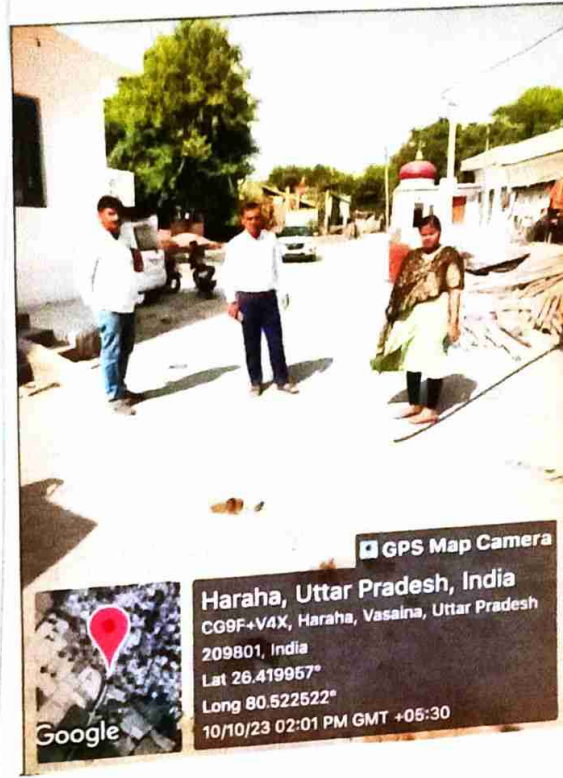 GPS Map Camera
Haraha, Uttar Pradesh, India
CG9F+V4X, Haraha, Vasaina, Uttar Pradesh
209801, India
Lat 26.419957°
Long 80.522522°
10/10/23 02:01 PM GMT +05:30
Google